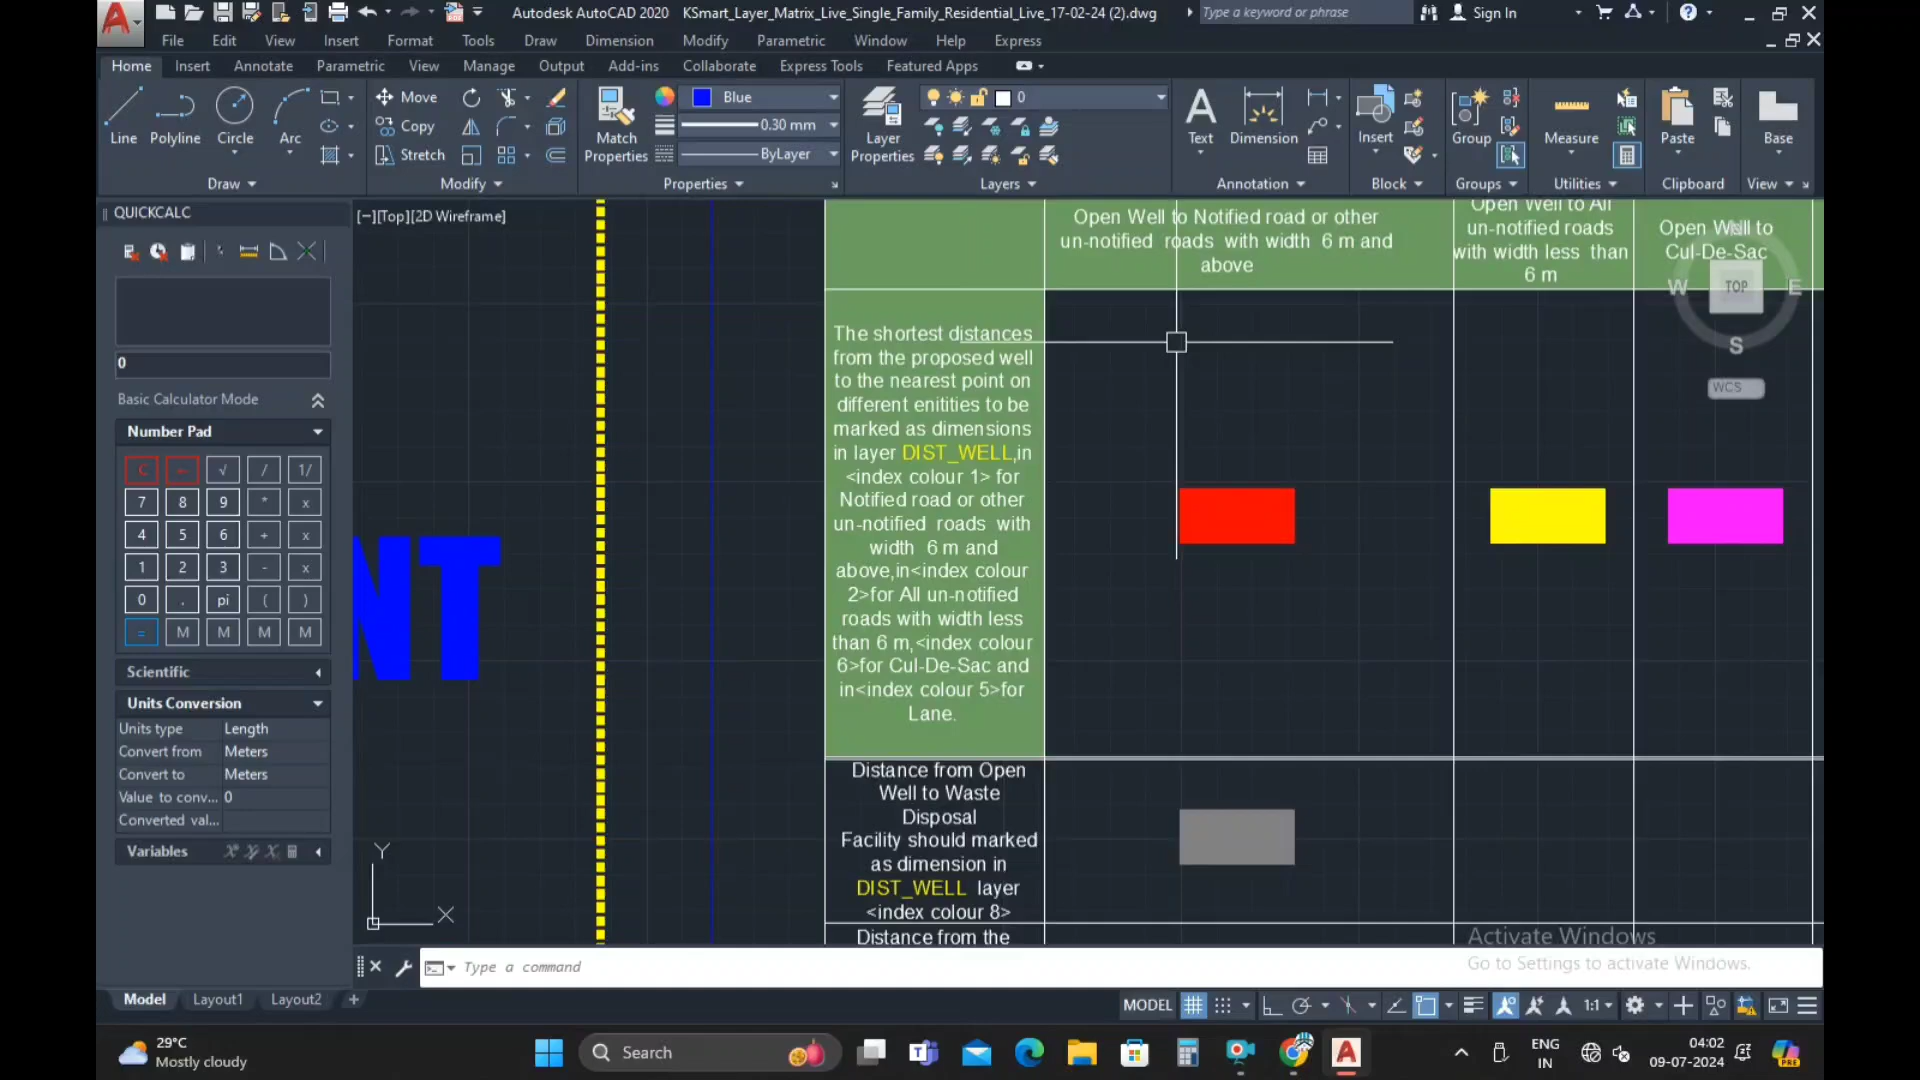 Autodesk AutoCAD 2020 KSmart_Layer_Matrix_Live_Single_Family_Residential_Live_17-02-24 (2).dwg
Type a keyword or phrase
Sign In
File Edit View Insert Format Tools Draw Dimension Modify Parametric Window Help Express
Home Insert Annotate Parametric View Manage Output Add-ins Collaborate Express Tools Featured Apps
Line Polyline Circle Arc
Move
Copy
Stretch
Match
Properties
Blue
0.30 mm
ByLayer
Layer
Properties
0
Text Dimension
Insert
Group
Measure
Paste
Base
Draw Modify Properties Layers Annotation Block Groups Utilities Clipboard View
QUICKCALC
0
Basic Calculator Mode
Number Pad
C √ / 1/
7 8 9 * x
4 5 6 + x
1 2 3 - x
0 . pi ( )
= M M M M
Scientific
Units Conversion
Units type Length
Convert from Meters
Convert to Meters
Value to conv... 0
Converted val...
Variables
[−][Top][2D Wireframe]
NT
Y
X
Open Well to Notified road or other
un-notified roads with width 6 m and
above
Open Well to All
un-notified roads
with width less than
6 m
Open Well to
Cul-De-Sac
W TOP E
S
WCS
The shortest distances
from the proposed well
to the nearest point on
different enitities to be
marked as dimensions
in layer DIST_WELL,in
<index colour 1> for
Notified road or other
un-notified roads with
width 6 m and
above,in<index colour
2>for All un-notified
roads with width less
than 6 m,<index colour
6>for Cul-De-Sac and
in<index colour 5>for
Lane.
Distance from Open
Well to Waste
Disposal
Facility should marked
as dimension in
DIST_WELL layer
<index colour 8>
Distance from the
Activate Windows
Go to Settings to activate Windows.
Type a command
Model Layout1 Layout2 +
MODEL
1:1
29°C
Mostly cloudy
Search
ENG
IN
04:02
09-07-2024